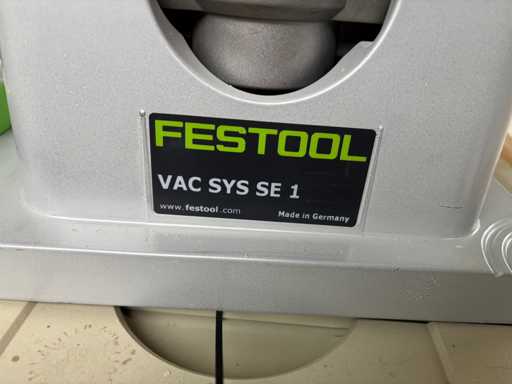 FESTOOL
VAC SYS SE 1
www.festool.com
Made in Germany